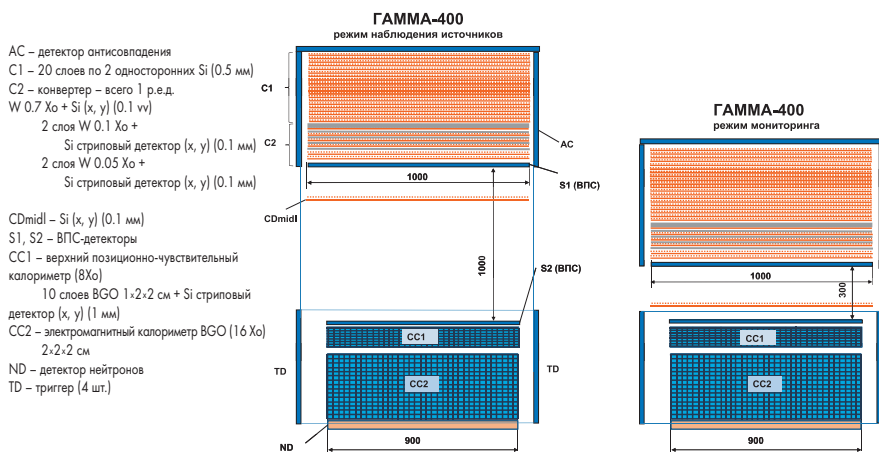 ГАММА-400
режим наблюдения источников
АС – детектор антисовпадения
С1 – 20 слоев по 2 односторонних Si (0.5 мм)
С2 – конвертер – всего 1 р.е.д.
W 0.7 Xo + Si (x, y) (0.1 vv)
2 слоя W 0.1 Xo +
Si стриповый детектор (x, y) (0.1 мм)
2 слоя W 0.05 Xo +
Si стриповый детектор (x, y) (0.1 мм)
CDmidl – Si (x, y) (0.1 мм)
S1, S2 – ВПС-детекторы
СС1 – верхний позиционно-чувствительный
калориметр (8Xo)
10 слоев BGO 1×2×2 см + Si стриповый
детектор (x, y) (1 мм)
СС2 – электромагнитный калориметр BGO (16 Xo)
2×2×2 см
ND – детектор нейтронов
TD – триггер (4 шт.)
C1
C2
AC
1000
S1 (ВПС)
CDmidl
1000
S2 (ВПС)
CC1
TD
TD
CC2
ND
900
ГАММА-400
режим мониторинга
1000
300
CC1
CC2
900